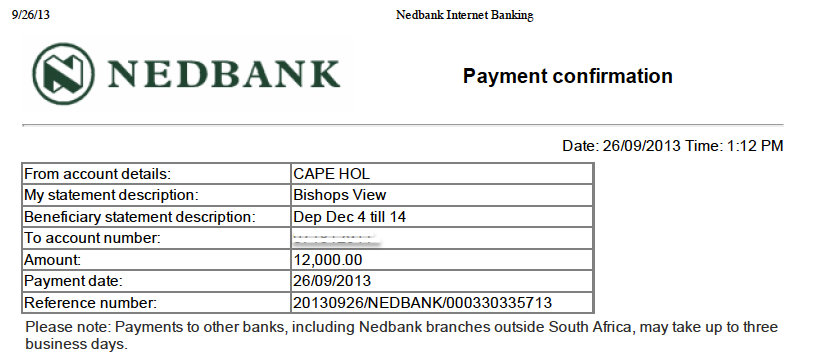 9/26/13 Nedbank Internet Banking
NEDBANK
Payment confirmation
Date: 26/09/2013 Time: 1:12 PM
From account details: CAPE HOL
My statement description: Bishops View
Beneficiary statement description: Dep Dec 4 till 14
To account number:
Amount: 12,000.00
Payment date: 26/09/2013
Reference number: 20130926/NEDBANK/000330335713
Please note: Payments to other banks, including Nedbank branches outside South Africa, may take up to three
business days.